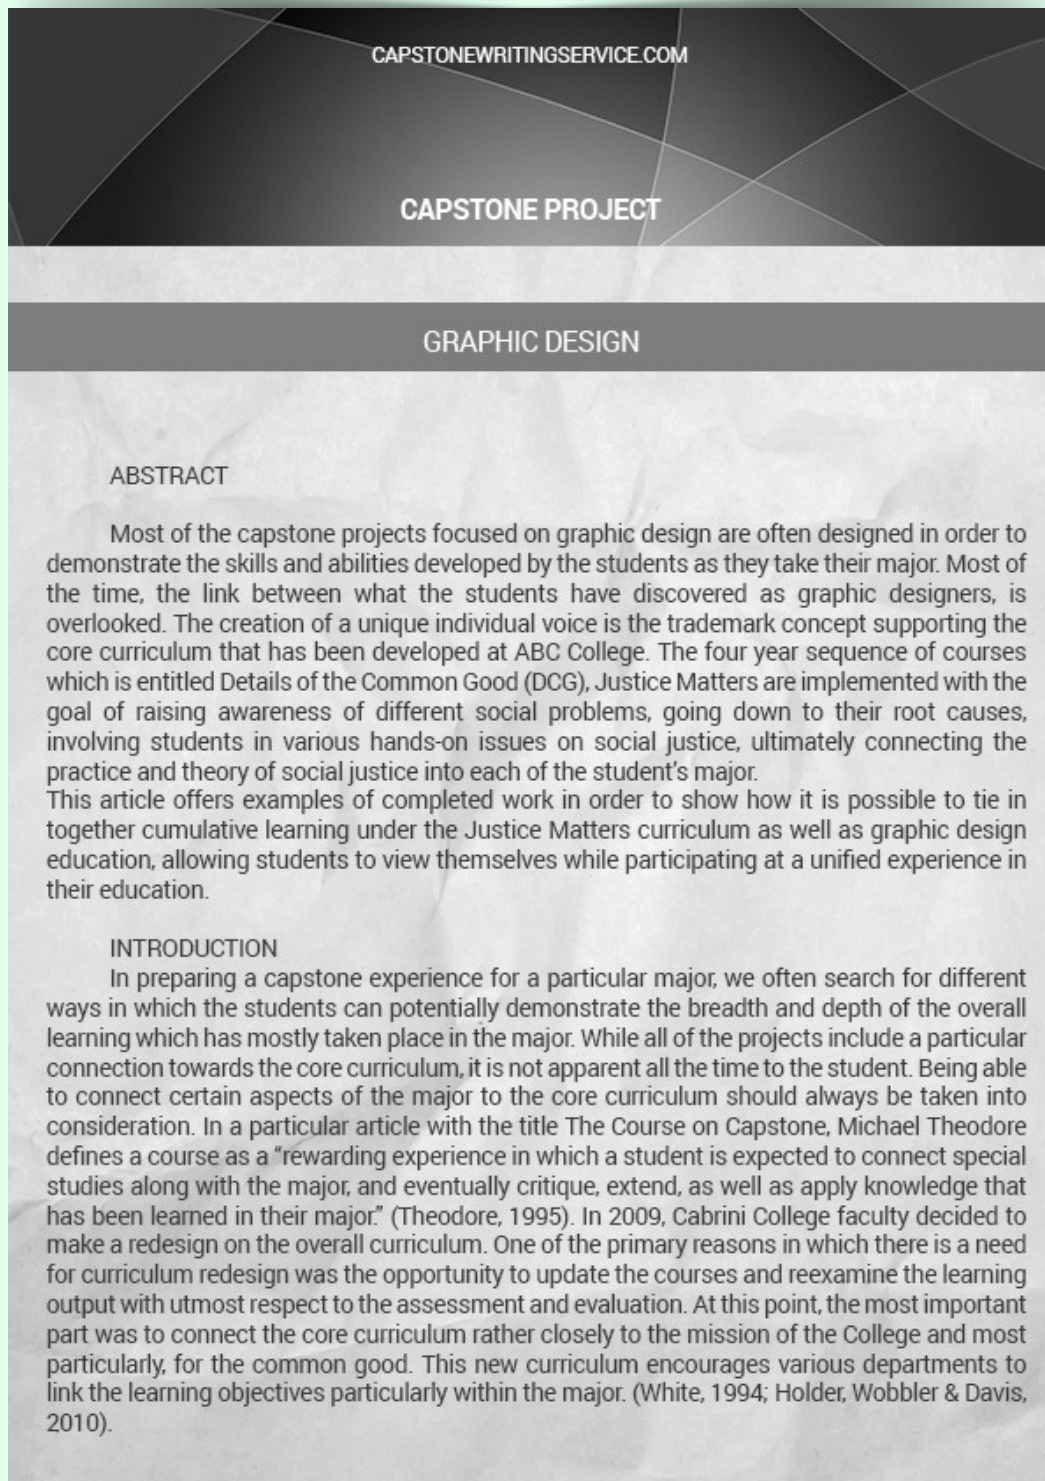 CAPSTONEWRITINGSERVICE.COM
CAPSTONE PROJECT
GRAPHIC DESIGN
ABSTRACT
Most of the capstone projects focused on graphic design are often designed in order to
demonstrate the skills and abilities developed by the students as they take their major. Most of
the time, the link between what the students have discovered as graphic designers, is
overlooked. The creation of a unique individual voice is the trademark concept supporting the
core curriculum that has been developed at ABC College. The four year sequence of courses
which is entitled Details of the Common Good (DCG), Justice Matters are implemented with the
goal of raising awareness of different social problems, going down to their root causes,
involving students in various hands-on issues on social justice, ultimately connecting the
practice and theory of social justice into each of the student’s major.
This article offers examples of completed work in order to show how it is possible to tie in
together cumulative learning under the Justice Matters curriculum as well as graphic design
education, allowing students to view themselves while participating at a unified experience in
their education.
INTRODUCTION
In preparing a capstone experience for a particular major, we often search for different
ways in which the students can potentially demonstrate the breadth and depth of the overall
learning which has mostly taken place in the major. While all of the projects include a particular
connection towards the core curriculum, it is not apparent all the time to the student. Being able
to connect certain aspects of the major to the core curriculum should always be taken into
consideration. In a particular article with the title The Course on Capstone, Michael Theodore
defines a course as a “rewarding experience in which a student is expected to connect special
studies along with the major, and eventually critique, extend, as well as apply knowledge that
has been learned in their major.” (Theodore, 1995). In 2009, Cabrini College faculty decided to
make a redesign on the overall curriculum. One of the primary reasons in which there is a need
for curriculum redesign was the opportunity to update the courses and reexamine the learning
output with utmost respect to the assessment and evaluation. At this point, the most important
part was to connect the core curriculum rather closely to the mission of the College and most
particularly, for the common good. This new curriculum encourages various departments to
link the learning objectives particularly within the major. (White, 1994; Holder, Wobbler & Davis,
2010).